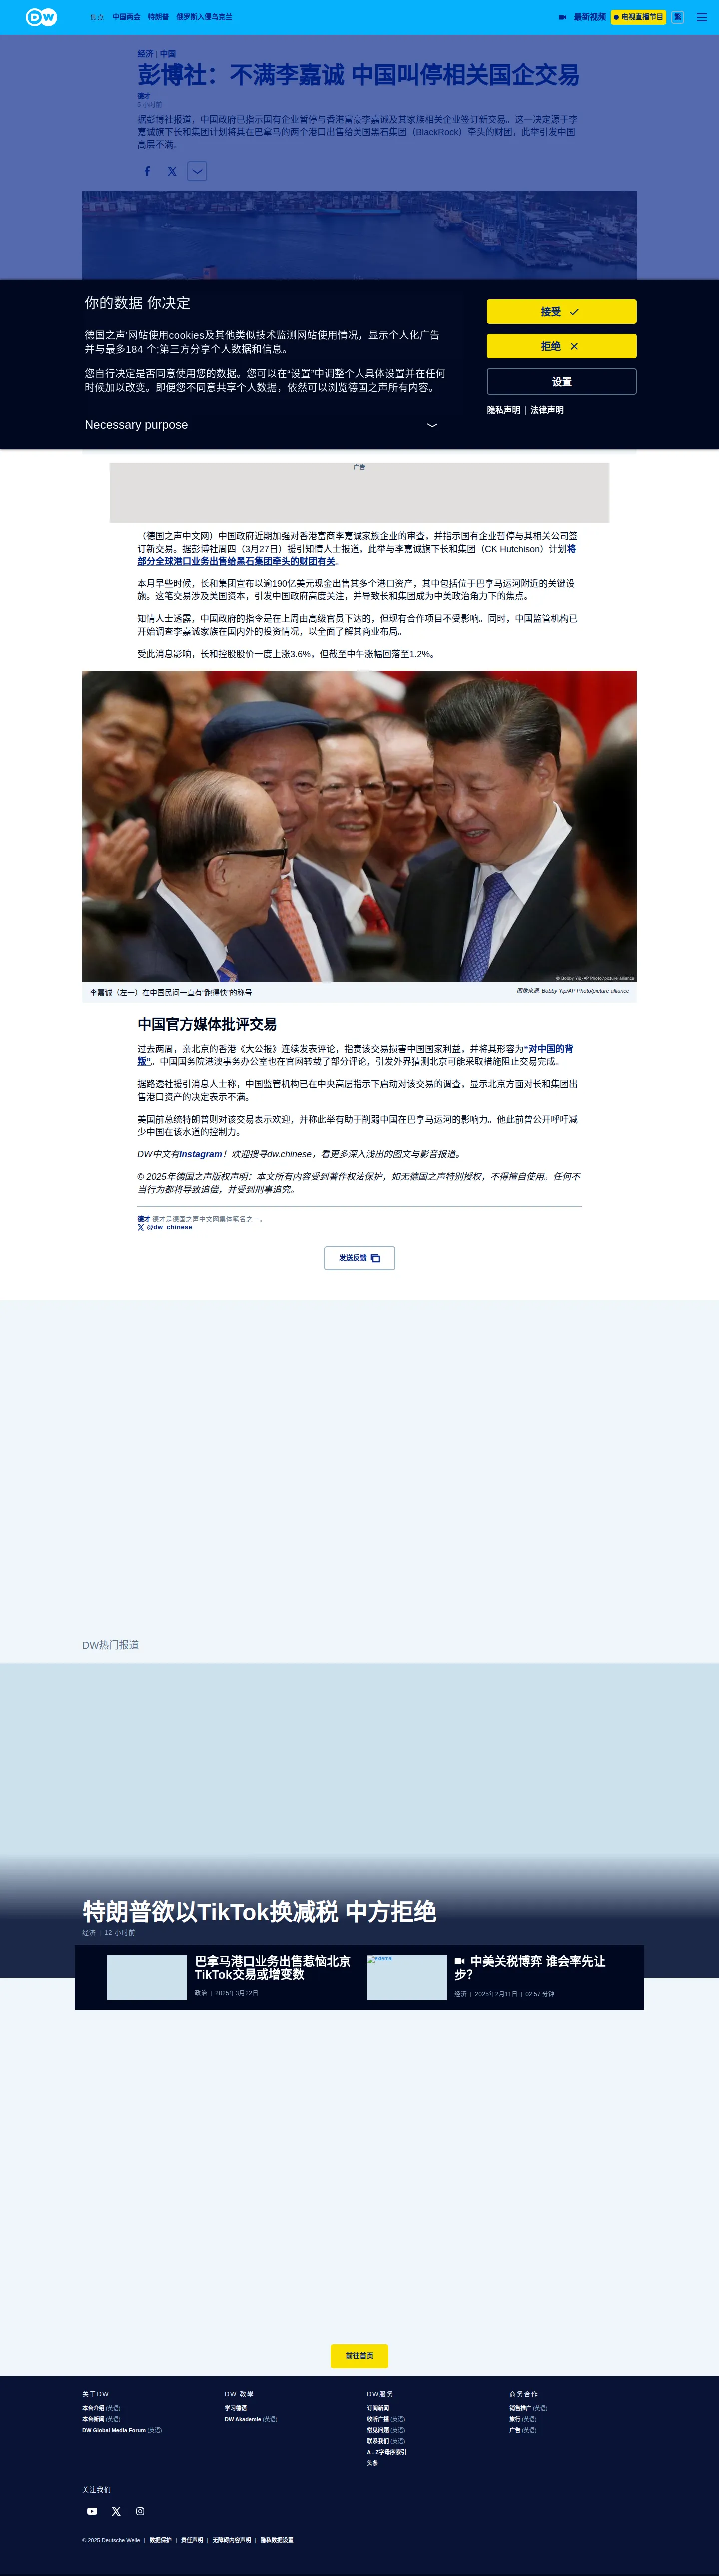 DW
焦点
中国两会
特朗普
俄罗斯入侵乌克兰
最新视频
电视直播节目
繁
经济 | 中国
彭博社：不满李嘉诚 中国叫停相关国企交易
德才
5 小时前
据彭博社报道，中国政府已指示国有企业暂停与香港富豪李嘉诚及其家族相关企业签订新交易。这一决定源于李
嘉诚旗下长和集团计划将其在巴拿马的两个港口出售给美国黑石集团（BlackRock）牵头的财团，此举引发中国
高层不满。
你的数据 你决定
德国之声'网站使用cookies及其他类似技术监测网站使用情况，显示个人化广告
并与最多184 个;第三方分享个人数据和信息。
您自行决定是否同意使用您的数据。您可以在“设置”中调整个人具体设置并在任何
时候加以改变。即便您不同意共享个人数据，依然可以浏览德国之声所有内容。
Necessary purpose
接受
拒绝
设置
隐私声明 | 法律声明
广告
（德国之声中文网）中国政府近期加强对香港富商李嘉诚家族企业的审查，并指示国有企业暂停与其相关公司签
订新交易。据彭博社周四（3月27日）援引知情人士报道，此举与李嘉诚旗下长和集团（CK Hutchison）计划将
部分全球港口业务出售给黑石集团牵头的财团有关。
本月早些时候，长和集团宣布以逾190亿美元现金出售其多个港口资产，其中包括位于巴拿马运河附近的关键设
施。这笔交易涉及美国资本，引发中国政府高度关注，并导致长和集团成为中美政治角力下的焦点。
知情人士透露，中国政府的指令是在上周由高级官员下达的，但现有合作项目不受影响。同时，中国监管机构已
开始调查李嘉诚家族在国内外的投资情况，以全面了解其商业布局。
受此消息影响，长和控股股价一度上涨3.6%，但截至中午涨幅回落至1.2%。
© Bobby Yip/AP Photo/picture alliance
李嘉诚（左一）在中国民间一直有“跑得快”的称号
图像来源: Bobby Yip/AP Photo/picture alliance
中国官方媒体批评交易
过去两周，亲北京的香港《大公报》连续发表评论，指责该交易损害中国国家利益，并将其形容为“对中国的背
叛”。中国国务院港澳事务办公室也在官网转载了部分评论，引发外界猜测北京可能采取措施阻止交易完成。
据路透社援引消息人士称，中国监管机构已在中央高层指示下启动对该交易的调查，显示北京方面对长和集团出
售港口资产的决定表示不满。
美国前总统特朗普则对该交易表示欢迎，并称此举有助于削弱中国在巴拿马运河的影响力。他此前曾公开呼吁减
少中国在该水道的控制力。
DW中文有Instagram！欢迎搜寻dw.chinese，看更多深入浅出的图文与影音报道。
© 2025年德国之声版权声明：本文所有内容受到著作权法保护，如无德国之声特别授权，不得擅自使用。任何不
当行为都将导致追偿，并受到刑事追究。
德才 德才是德国之声中文网集体笔名之一。
@dw_chinese
发送反馈
DW热门报道
特朗普欲以TikTok换减税 中方拒绝
经济 | 12 小时前
巴拿马港口业务出售惹恼北京
TikTok交易或增变数
政治 | 2025年3月22日
external
中美关税博弈 谁会率先让
步？
经济 | 2025年2月11日 | 02:57 分钟
前往首页
关于DW
本台介绍 (英语)
本台新闻 (英语)
DW Global Media Forum (英语)
DW 教學
学习德语
DW Akademie (英语)
DW服务
订阅新闻
收听广播 (英语)
常见问题 (英语)
联系我们 (英语)
A - Z字母序索引
头条
商务合作
销售推广 (英语)
旅行 (英语)
广告 (英语)
关注我们
© 2025 Deutsche Welle | 数据保护 | 责任声明 | 无障碍内容声明 | 隐私数据设置